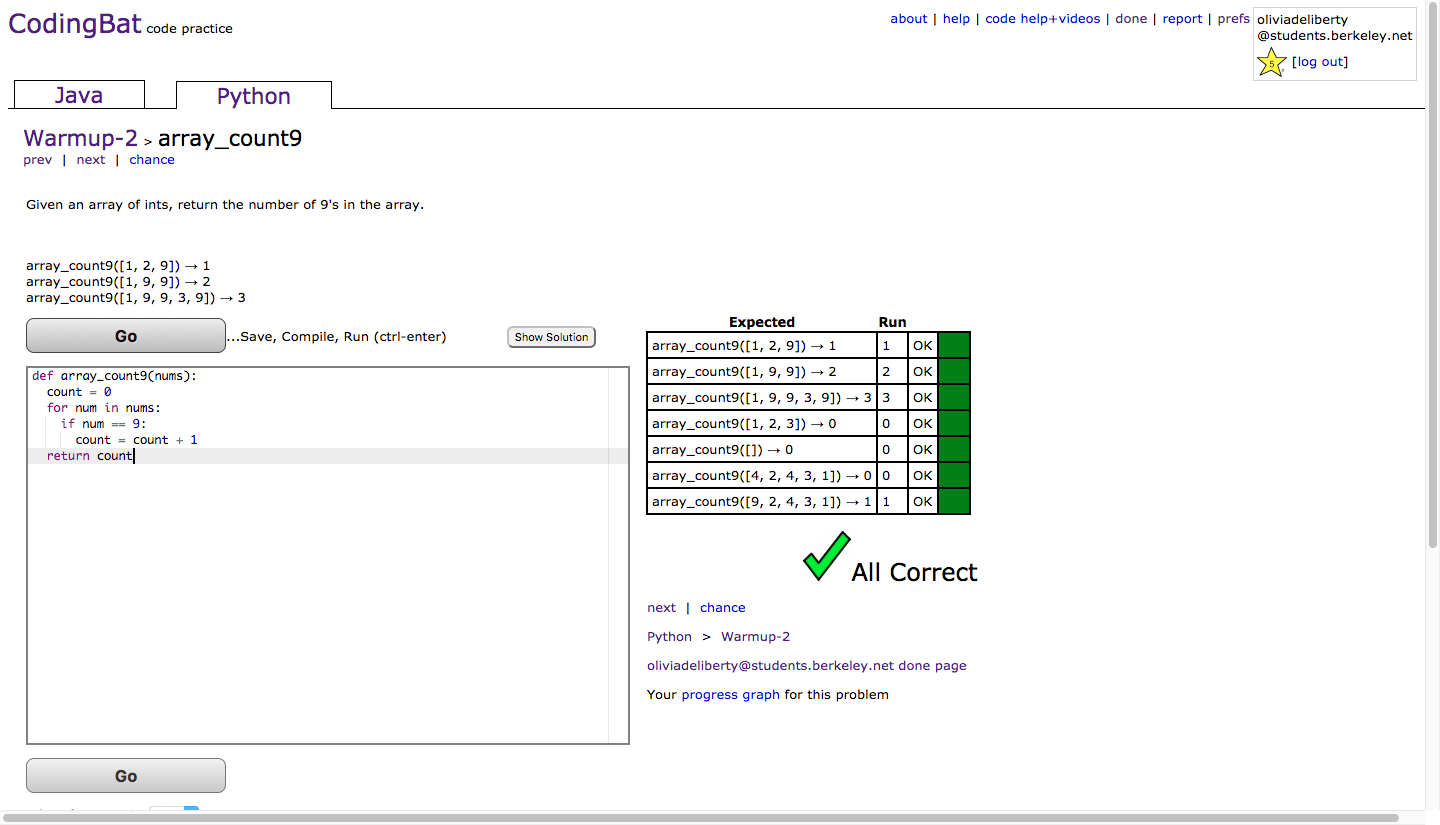 CodingBat code practice
about | help | code help+videos | done | report | prefs
oliviadeliberty
@students.berkeley.net
5 [log out]
Java
Python
Warmup-2 > array_count9
prev | next | chance
Given an array of ints, return the number of 9's in the array.
array_count9([1, 2, 9]) → 1
array_count9([1, 9, 9]) → 2
array_count9([1, 9, 9, 3, 9]) → 3
Go ...Save, Compile, Run (ctrl-enter) Show Solution
def array_count9(nums):
  count = 0
  for num in nums:
    if num == 9:
      count = count + 1
  return count
Go
Expected Run
array_count9([1, 2, 9]) → 1 1 OK
array_count9([1, 9, 9]) → 2 2 OK
array_count9([1, 9, 9, 3, 9]) → 3 3 OK
array_count9([1, 2, 3]) → 0 0 OK
array_count9([]) → 0 0 OK
array_count9([4, 2, 4, 3, 1]) → 0 0 OK
array_count9([9, 2, 4, 3, 1]) → 1 1 OK
All Correct
next | chance
Python > Warmup-2
oliviadeliberty@students.berkeley.net done page
Your progress graph for this problem